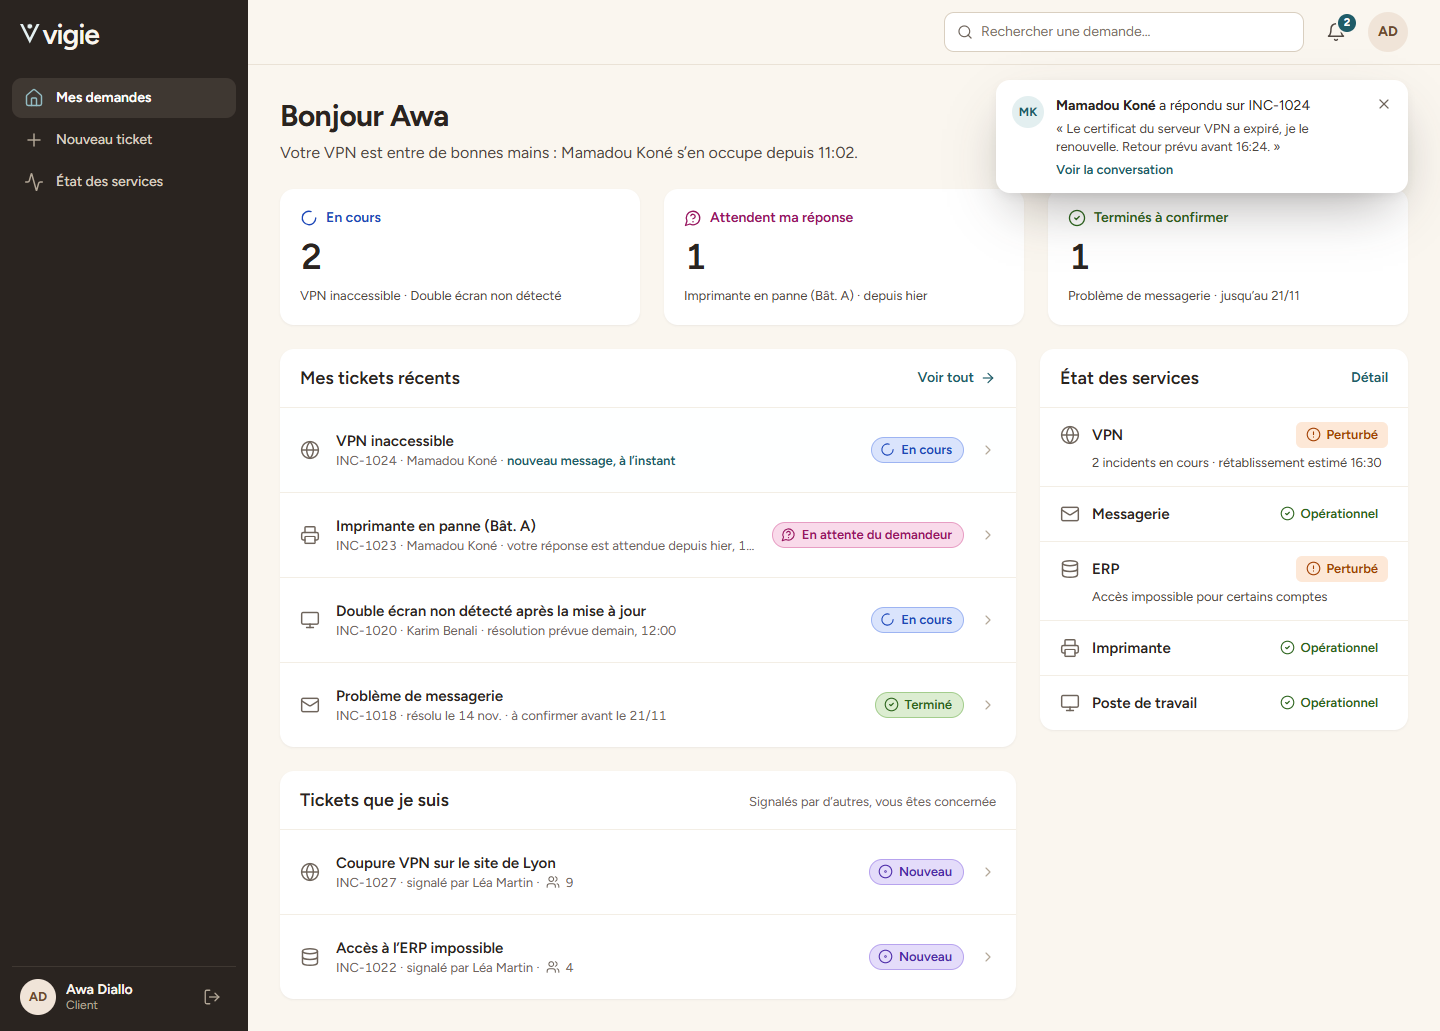 vigie
Mes demandes
Nouveau ticket
État des services
Awa Diallo
Client
AD
Rechercher une demande...
2
AD
Bonjour Awa
Votre VPN est entre de bonnes mains : Mamadou Koné s’en occupe depuis 11:02.
MK
Mamadou Koné a répondu sur INC-1024
« Le certificat du serveur VPN a expiré, je le
renouvelle. Retour prévu avant 16:24. »
Voir la conversation
En cours
2
VPN inaccessible · Double écran non détecté
Attendent ma réponse
1
Imprimante en panne (Bât. A) · depuis hier
Terminés à confirmer
1
Problème de messagerie · jusqu’au 21/11
Mes tickets récents
Voir tout
VPN inaccessible
INC-1024 · Mamadou Koné · nouveau message, à l’instant
En cours
Imprimante en panne (Bât. A)
INC-1023 · Mamadou Koné · votre réponse est attendue depuis hier, 1...
En attente du demandeur
Double écran non détecté après la mise à jour
INC-1020 · Karim Benali · résolution prévue demain, 12:00
En cours
Problème de messagerie
INC-1018 · résolu le 14 nov. · à confirmer avant le 21/11
Terminé
État des services
Détail
VPN
Perturbé
2 incidents en cours · rétablissement estimé 16:30
Messagerie
Opérationnel
ERP
Perturbé
Accès impossible pour certains comptes
Imprimante
Opérationnel
Poste de travail
Opérationnel
Tickets que je suis
Signalés par d’autres, vous êtes concernée
Coupure VPN sur le site de Lyon
INC-1027 · signalé par Léa Martin · 9
Nouveau
Accès à l’ERP impossible
INC-1022 · signalé par Léa Martin · 4
Nouveau